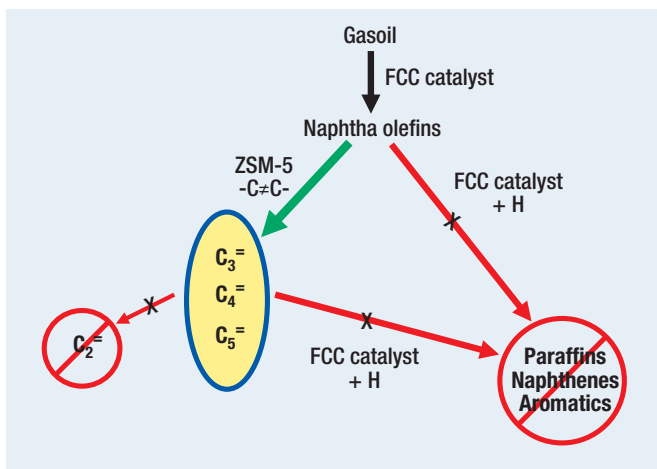 Gasoil
FCC catalyst
Naphtha olefins
ZSM-5
-C≠C-
FCC catalyst
+ H
X
C₃⁼
C₄⁼
C₅⁼
X
C₂⁼
X
FCC catalyst
+ H
Paraffins
Naphthenes
Aromatics